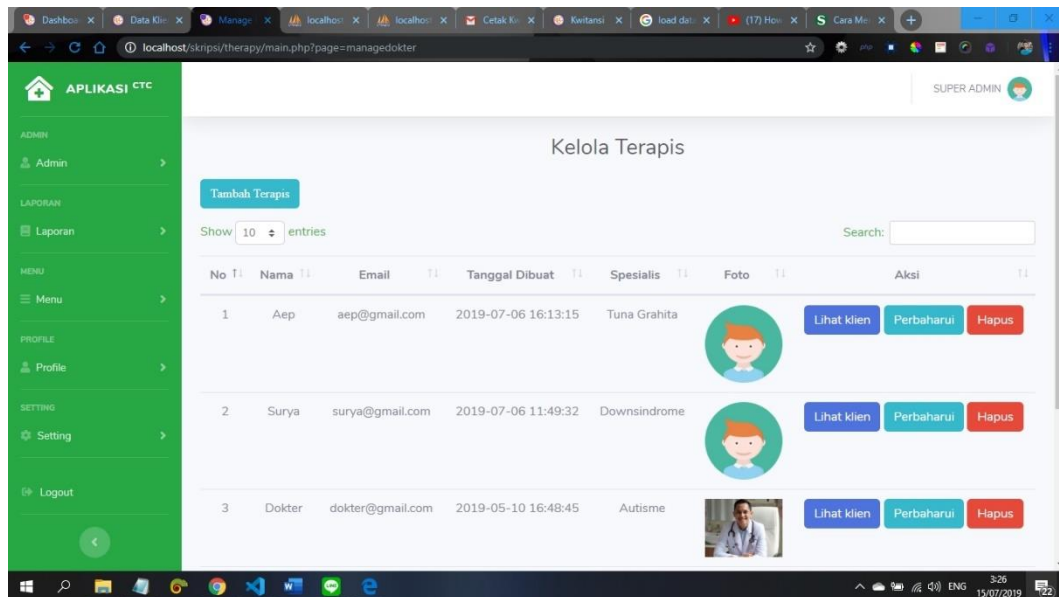 Dashboa
Data Klie
Manage
localhost
localhost
Cetak Kw
Kwitansi
load data
(17) How
Cara Me
localhost/skripsi/therapy/main.php?page=managedokter
APLIKASI CTC
SUPER ADMIN
ADMIN
Admin
LAPORAN
Laporan
MENU
Menu
PROFILE
Profile
SETTING
Setting
Logout
Kelola Terapis
Tambah Terapis
Show 10 entries
Search:
No Nama Email Tanggal Dibuat Spesialis Foto Aksi
1 Aep aep@gmail.com 2019-07-06 16:13:15 Tuna Grahita Lihat klien Perbaharui Hapus
2 Surya surya@gmail.com 2019-07-06 11:49:32 Downsindrome Lihat klien Perbaharui Hapus
3 Dokter dokter@gmail.com 2019-05-10 16:48:45 Autisme Lihat klien Perbaharui Hapus
ENG
3:26
15/07/2019
22